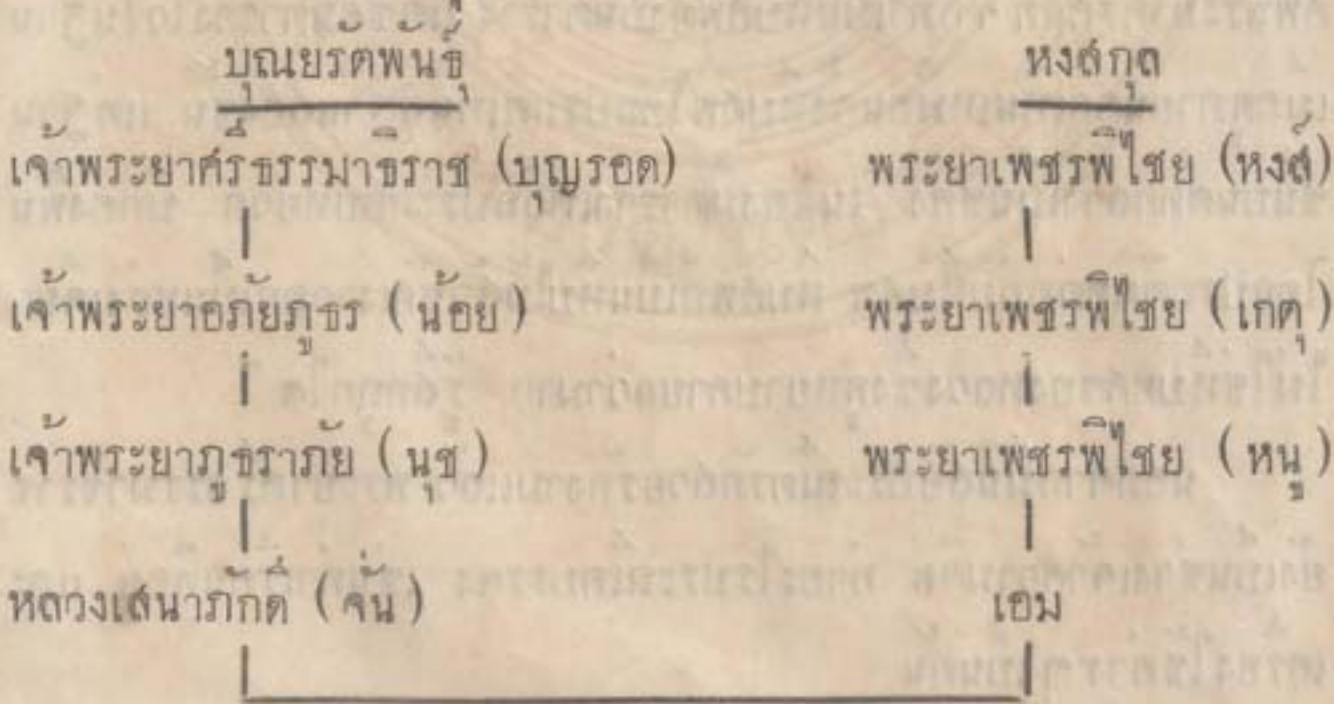 บุณยรัตพันธุ์ หงสกุล
เจ้าพระยาศรีธรรมาธิราช (บุญรอด) พระยาเพชรพิไชย (หงส์)
เจ้าพระยาอภัยภูธร (น้อย) พระยาเพชรพิไชย (เกตุ)
เจ้าพระยาภูธราภัย (นุช) พระยาเพชรพิไชย (หนู)
หลวงเสนาภักดี (จั่น) เอม